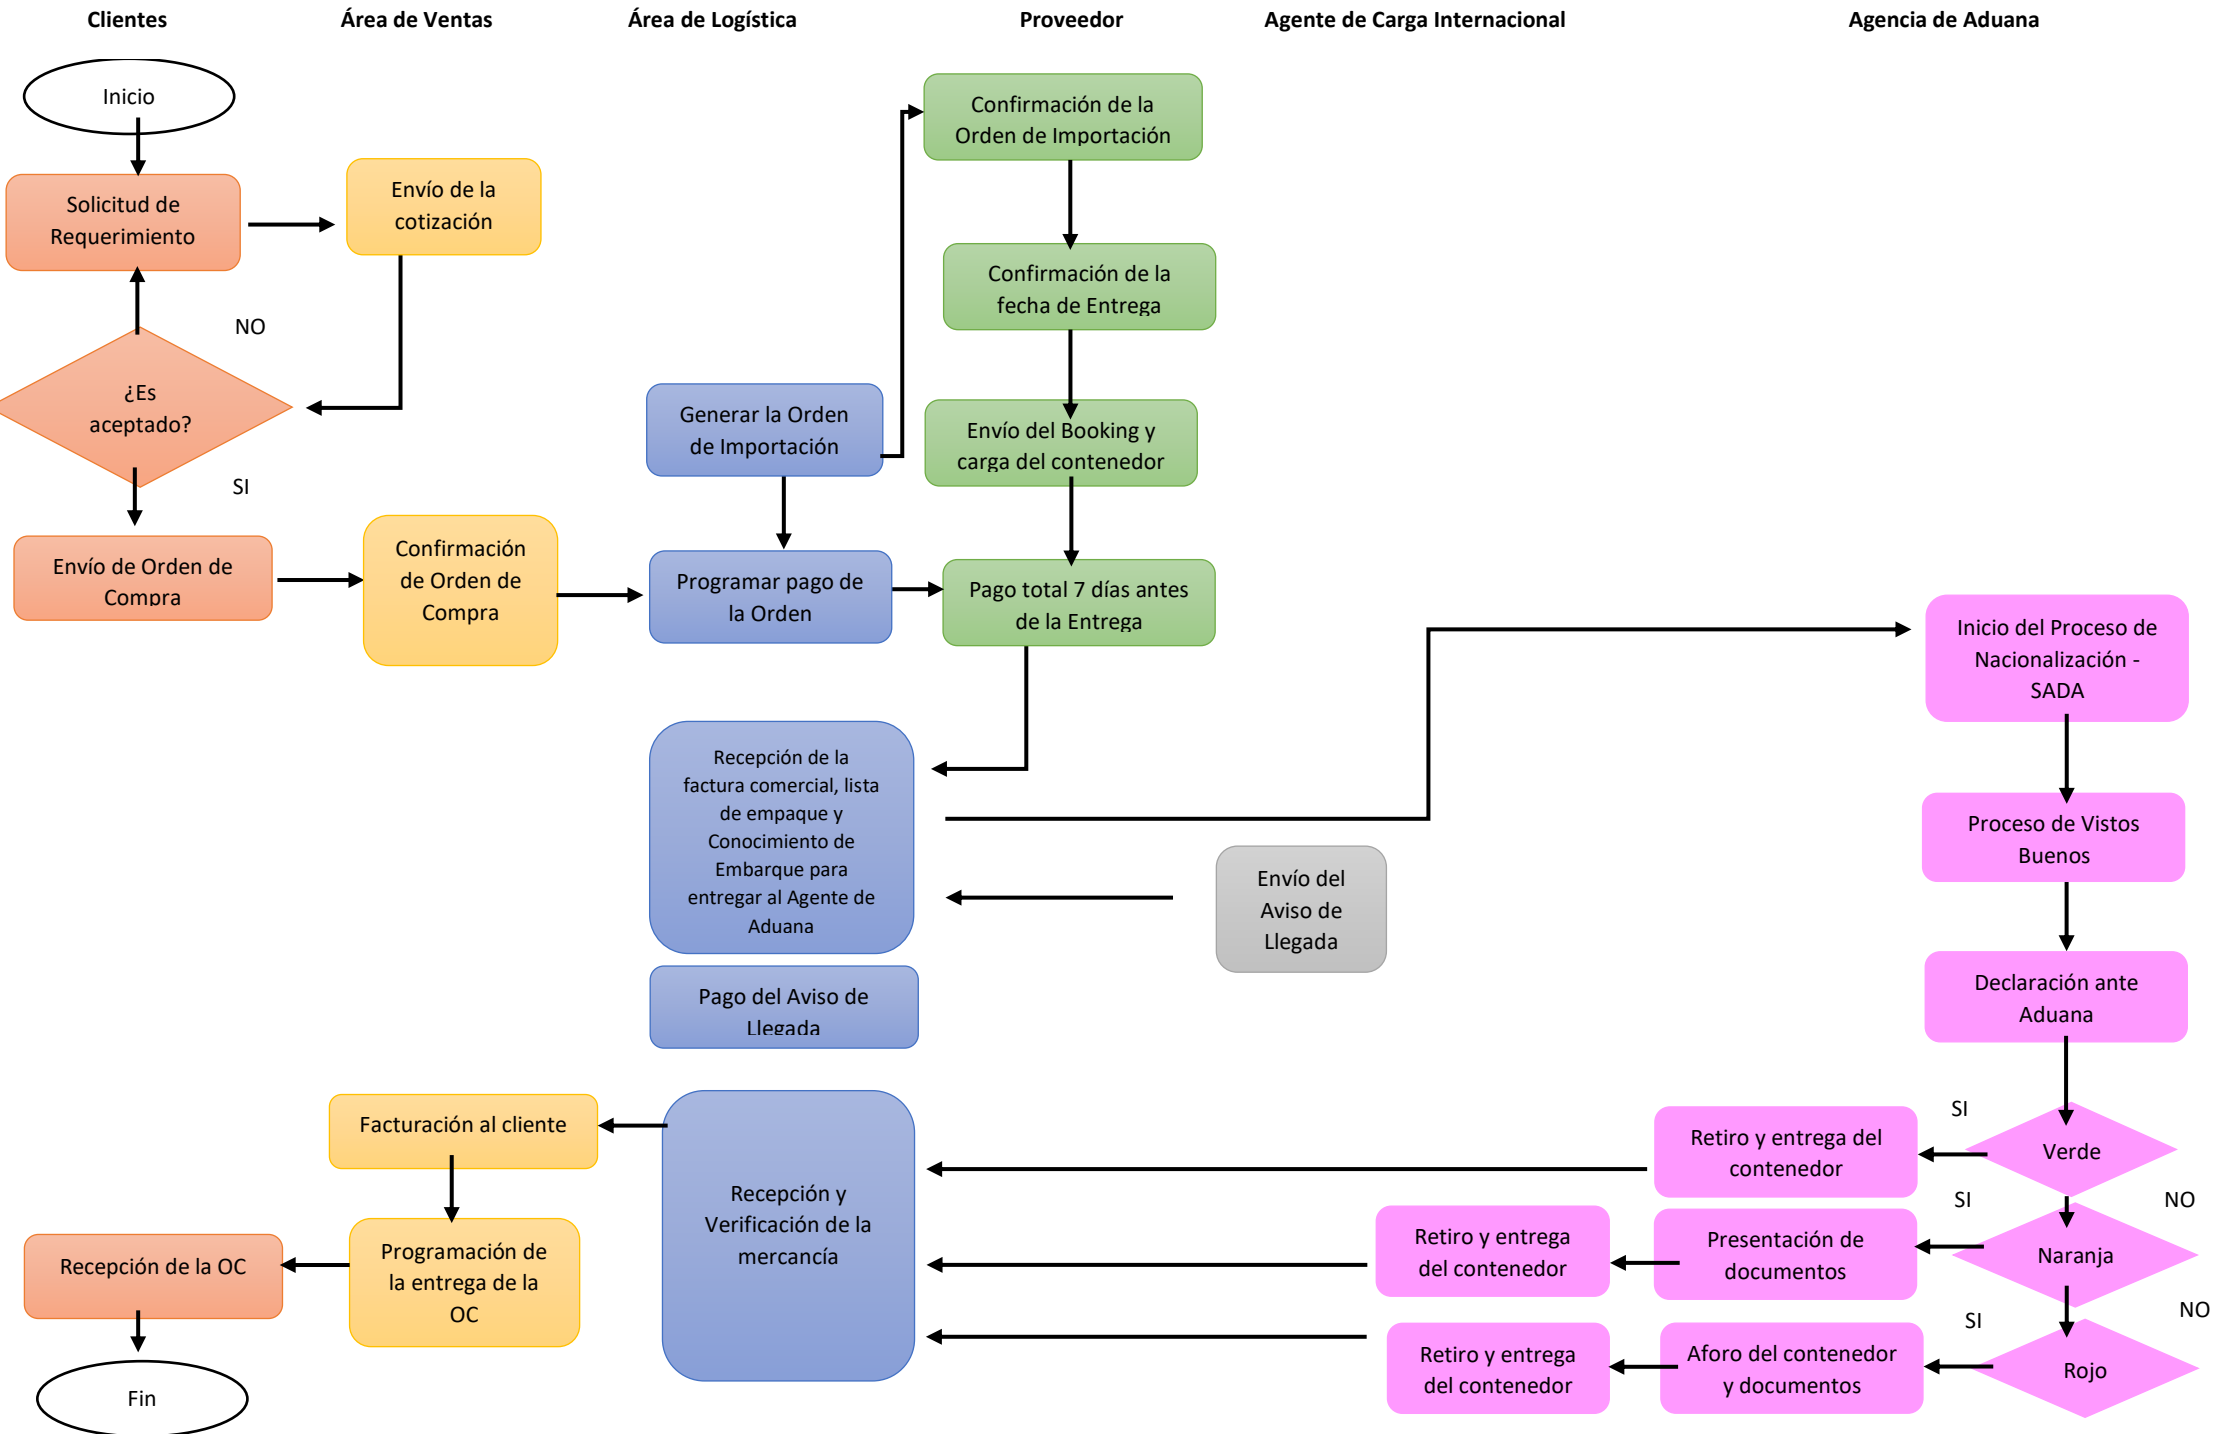 Clientes
Área de Ventas
Área de Logística
Proveedor
Agente de Carga Internacional
Agencia de Aduana
Inicio
Solicitud de
Requerimiento
Envío de la
cotización
NO
¿Es
aceptado?
SI
Envío de Orden de
Compra
Confirmación
de Orden de
Compra
Generar la Orden
de Importación
Programar pago de
la Orden
Confirmación de la
Orden de Importación
Confirmación de la
fecha de Entrega
Envío del Booking y
carga del contenedor
Pago total 7 días antes
de la Entrega
Recepción de la
factura comercial, lista
de empaque y
Conocimiento de
Embarque para
entregar al Agente de
Aduana
Envío del
Aviso de
Llegada
Pago del Aviso de
Llegada
Inicio del Proceso de
Nacionalización -
SADA
Proceso de Vistos
Buenos
Declaración ante
Aduana
SI
Verde
Retiro y entrega del
contenedor
NO
SI
Naranja
Presentación de
documentos
Retiro y entrega
del contenedor
NO
SI
Rojo
Aforo del contenedor
y documentos
Retiro y entrega
del contenedor
Recepción y
Verificación de la
mercancía
Facturación al cliente
Programación de
la entrega de la
OC
Recepción de la OC
Fin